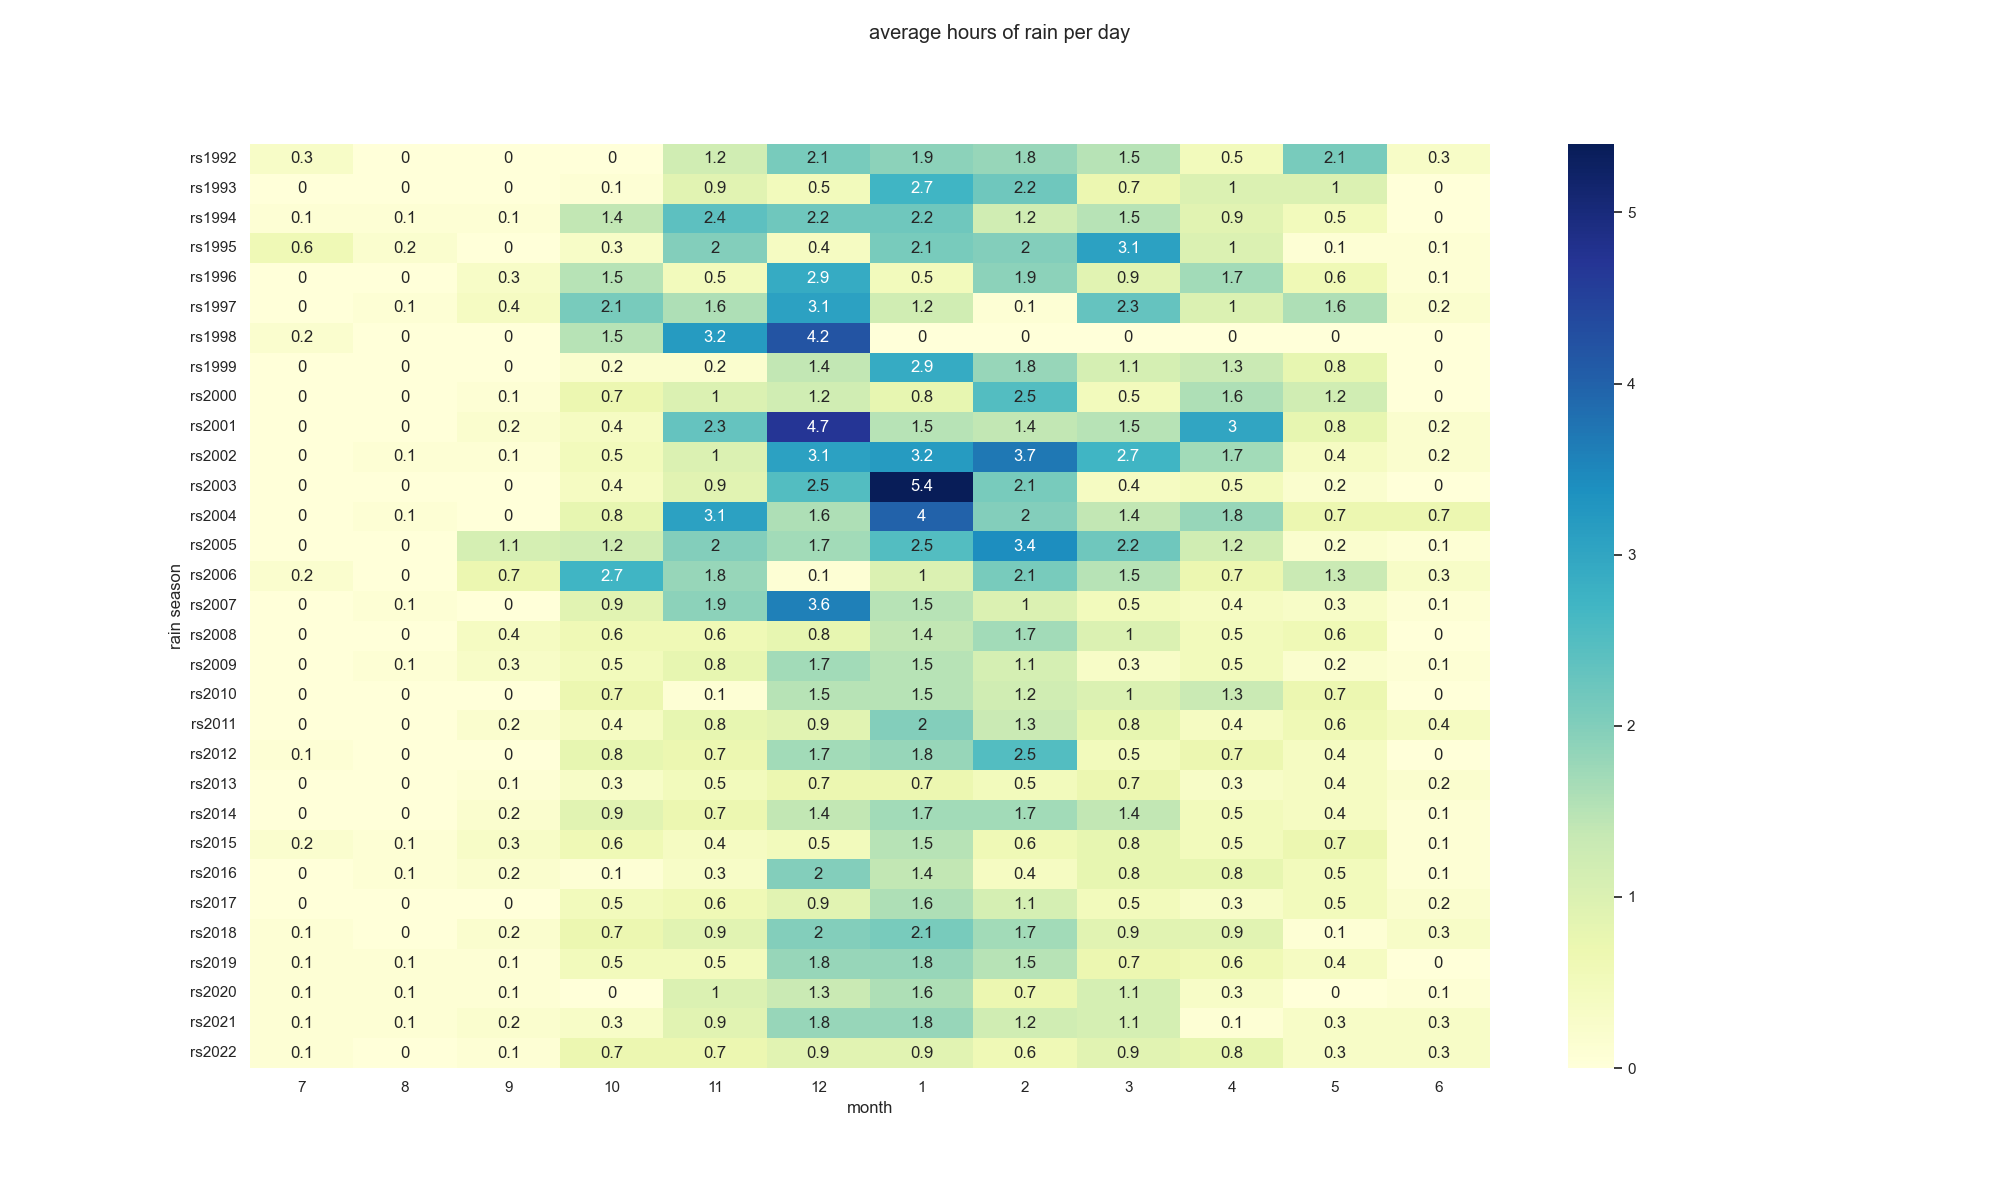 average hours of rain per day
rs1992 0.3 0 0 0 1.2 2.1 1.9 1.8 1.5 0.5 2.1 0.3
rs1993 0 0 0 0.1 0.9 0.5 2.7 2.2 0.7 1 1 0
rs1994 0.1 0.1 0.1 1.4 2.4 2.2 2.2 1.2 1.5 0.9 0.5 0
rs1995 0.6 0.2 0 0.3 2 0.4 2.1 2 3.1 1 0.1 0.1
rs1996 0 0 0.3 1.5 0.5 2.9 0.5 1.9 0.9 1.7 0.6 0.1
rs1997 0 0.1 0.4 2.1 1.6 3.1 1.2 0.1 2.3 1 1.6 0.2
rs1998 0.2 0 0 1.5 3.2 4.2 0 0 0 0 0 0
rs1999 0 0 0 0.2 0.2 1.4 2.9 1.8 1.1 1.3 0.8 0
rs2000 0 0 0.1 0.7 1 1.2 0.8 2.5 0.5 1.6 1.2 0
rs2001 0 0 0.2 0.4 2.3 4.7 1.5 1.4 1.5 3 0.8 0.2
rs2002 0 0.1 0.1 0.5 1 3.1 3.2 3.7 2.7 1.7 0.4 0.2
rs2003 0 0 0 0.4 0.9 2.5 5.4 2.1 0.4 0.5 0.2 0
rs2004 0 0.1 0 0.8 3.1 1.6 4 2 1.4 1.8 0.7 0.7
rs2005 0 0 1.1 1.2 2 1.7 2.5 3.4 2.2 1.2 0.2 0.1
rs2006 0.2 0 0.7 2.7 1.8 0.1 1 2.1 1.5 0.7 1.3 0.3
rs2007 0 0.1 0 0.9 1.9 3.6 1.5 1 0.5 0.4 0.3 0.1
rs2008 0 0 0.4 0.6 0.6 0.8 1.4 1.7 1 0.5 0.6 0
rs2009 0 0.1 0.3 0.5 0.8 1.7 1.5 1.1 0.3 0.5 0.2 0.1
rs2010 0 0 0 0.7 0.1 1.5 1.5 1.2 1 1.3 0.7 0
rs2011 0 0 0.2 0.4 0.8 0.9 2 1.3 0.8 0.4 0.6 0.4
rs2012 0.1 0 0 0.8 0.7 1.7 1.8 2.5 0.5 0.7 0.4 0
rs2013 0 0 0.1 0.3 0.5 0.7 0.7 0.5 0.7 0.3 0.4 0.2
rs2014 0 0 0.2 0.9 0.7 1.4 1.7 1.7 1.4 0.5 0.4 0.1
rs2015 0.2 0.1 0.3 0.6 0.4 0.5 1.5 0.6 0.8 0.5 0.7 0.1
rs2016 0 0.1 0.2 0.1 0.3 2 1.4 0.4 0.8 0.8 0.5 0.1
rs2017 0 0 0 0.5 0.6 0.9 1.6 1.1 0.5 0.3 0.5 0.2
rs2018 0.1 0 0.2 0.7 0.9 2 2.1 1.7 0.9 0.9 0.1 0.3
rs2019 0.1 0.1 0.1 0.5 0.5 1.8 1.8 1.5 0.7 0.6 0.4 0
rs2020 0.1 0.1 0.1 0 1 1.3 1.6 0.7 1.1 0.3 0 0.1
rs2021 0.1 0.1 0.2 0.3 0.9 1.8 1.8 1.2 1.1 0.1 0.3 0.3
rs2022 0.1 0 0.1 0.7 0.7 0.9 0.9 0.6 0.9 0.8 0.3 0.3
7 8 9 10 11 12 1 2 3 4 5 6
month
rain season
5
4
3
2
1
0